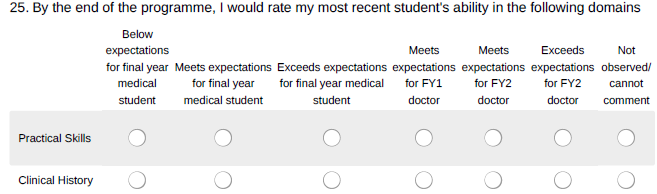 25. By the end of the programme, I would rate my most recent student's ability in the following domains
Below
expectations Meets Meets Exceeds Not
for final year Meets expectations Exceeds expectations expectations expectations expectations observed/
medical for final year for final year medical for FY1 for FY2 for FY2 cannot
student medical student student doctor doctor doctor comment
Practical Skills
Clinical History